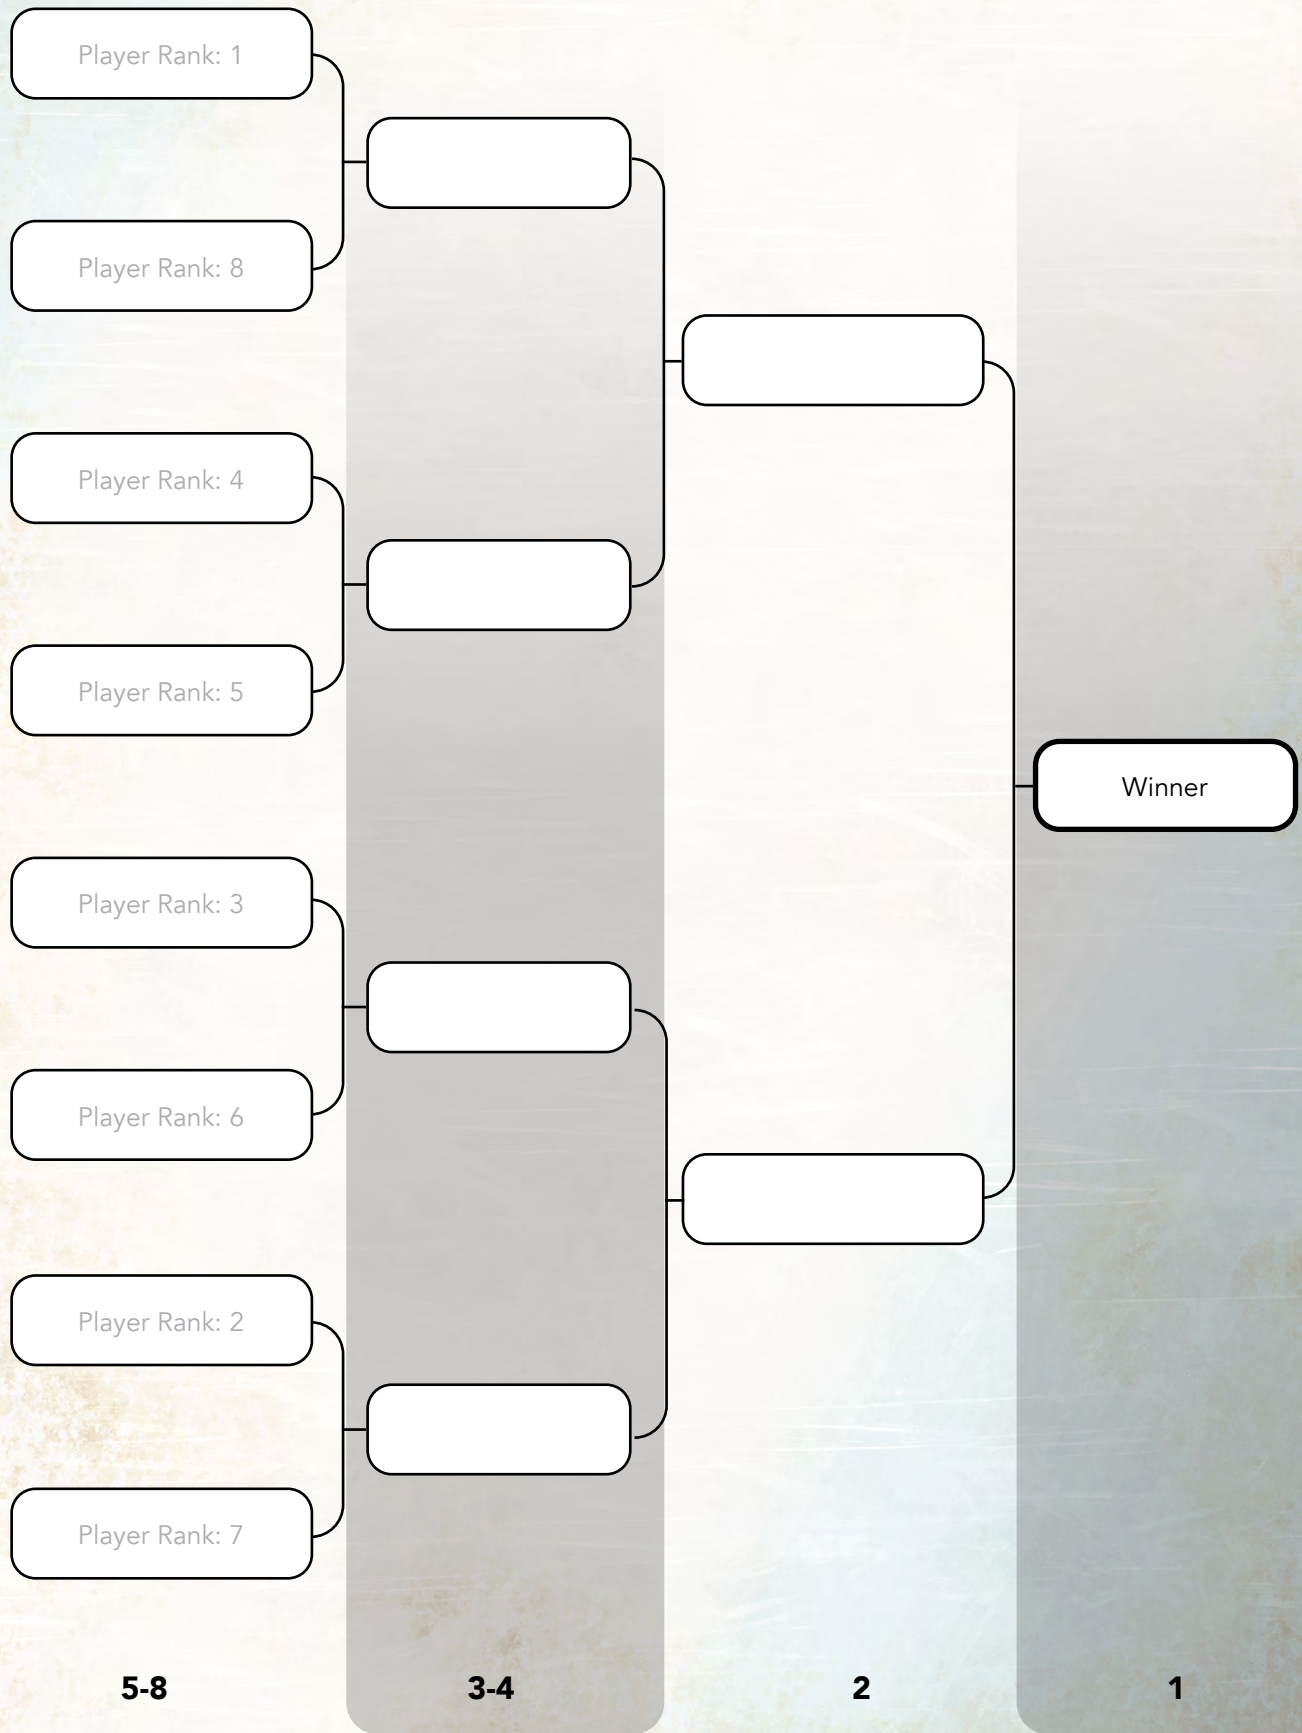 Player Rank: 1
Player Rank: 8
Player Rank: 4
Player Rank: 5
Winner
Player Rank: 3
Player Rank: 6
Player Rank: 2
Player Rank: 7
5-8
3-4
2
1